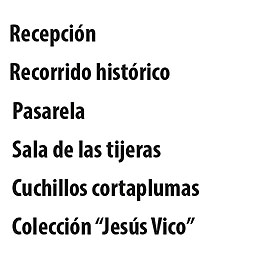 Recepción
Recorrido histórico
Pasarela
Sala de las tijeras
Cuchillos cortaplumas
Colección “Jesús Vico”